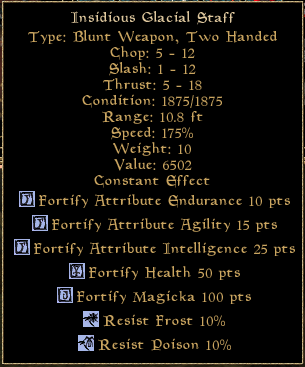 Insidious Glacial Staff
Type: Blunt Weapon, Two Handed
Chop: 5 - 12
Slash: 1 - 12
Thrust: 5 - 18
Condition: 1875/1875
Range: 10.8 ft
Speed: 175%
Weight: 10
Value: 6502
Constant Effect
Fortify Attribute Endurance 10 pts
Fortify Attribute Agility 15 pts
Fortify Attribute Intelligence 25 pts
Fortify Health 50 pts
Fortify Magicka 100 pts
Resist Frost 10%
Resist Poison 10%